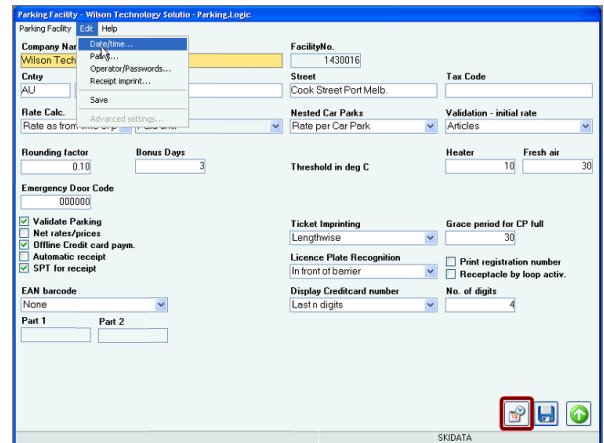 Parking Facility - Wilson Technology Solutio - Parking.Logic
Parking Facility Edit Help
Date/time...
Operator/Passwords...
Receipt imprint...
Save
Advanced settings...
Company Nar
Wilson Tech
FacilityNo.
1430016
Cntry
AU
Street
Cook Street Port Melb.
Tax Code
Rate Calc.
Rate as from
Nested Car Parks
Rate per Car Park
Validation - initial rate
Articles
Rounding factor
0.10
Bonus Days
3
Threshold in deg C
Heater
10
Fresh air
30
Emergency Door Code
000000
Validate Parking
Net rates/prices
Offline Credit card paym.
Automatic receipt
SPT for receipt
Ticket Imprinting
Lengthwise
Grace period for CP full
30
Licence Plate Recognition
In front of barrier
Print registration number
Receptacle by loop activ.
EAN barcode
None
Display Creditcard number
Last n digits
No. of digits
4
Part 1
Part 2
SKIDATA